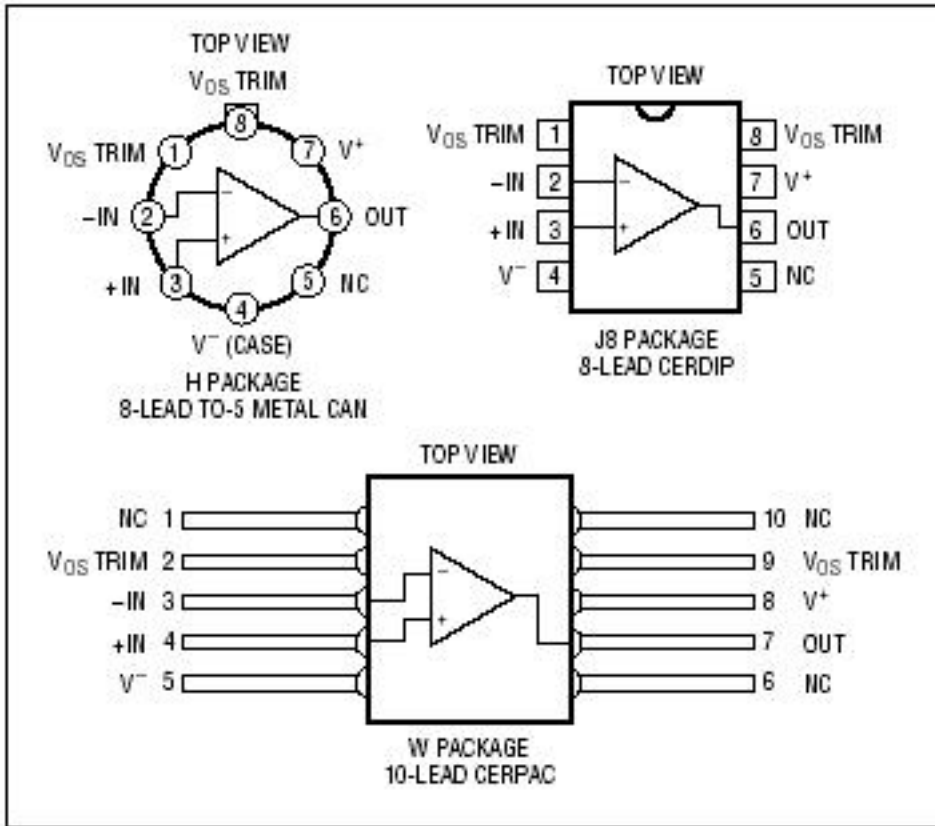 TOP VIEW
VOS TRIM
8
VOS TRIM 1
7 V+
−IN 2
−
6 OUT
+
+IN 3
5 NC
4
V− (CASE)
H PACKAGE
8-LEAD TO-5 METAL CAN
TOP VIEW
VOS TRIM 1
8 VOS TRIM
−IN 2
−
7 V+
+IN 3
+
6 OUT
V− 4
5 NC
J8 PACKAGE
8-LEAD CERDIP
TOP VIEW
NC 1
10 NC
VOS TRIM 2
9 VOS TRIM
−
−IN 3
8 V+
+
+IN 4
7 OUT
V− 5
6 NC
W PACKAGE
10-LEAD CERPAC